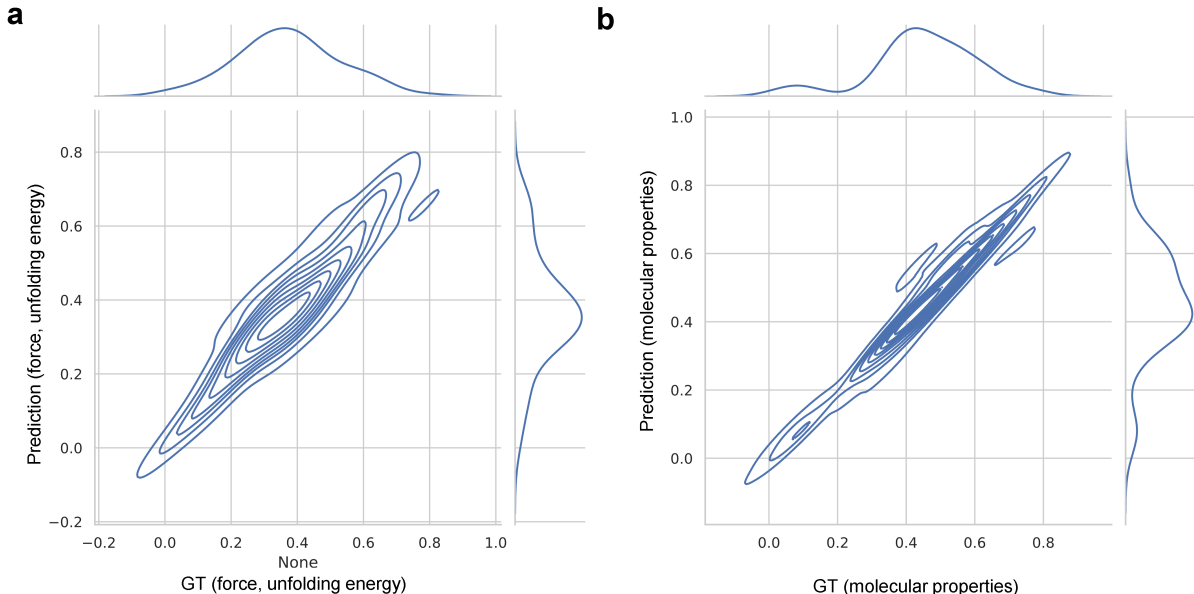 a
Prediction (force, unfolding energy)
0.8
0.6
0.4
0.2
0.0
−0.2
−0.2 0.0 0.2 0.4 0.6 0.8 1.0
None
GT (force, unfolding energy)
b
Prediction (molecular properties)
1.0
0.8
0.6
0.4
0.2
0.0
0.0 0.2 0.4 0.6 0.8
GT (molecular properties)